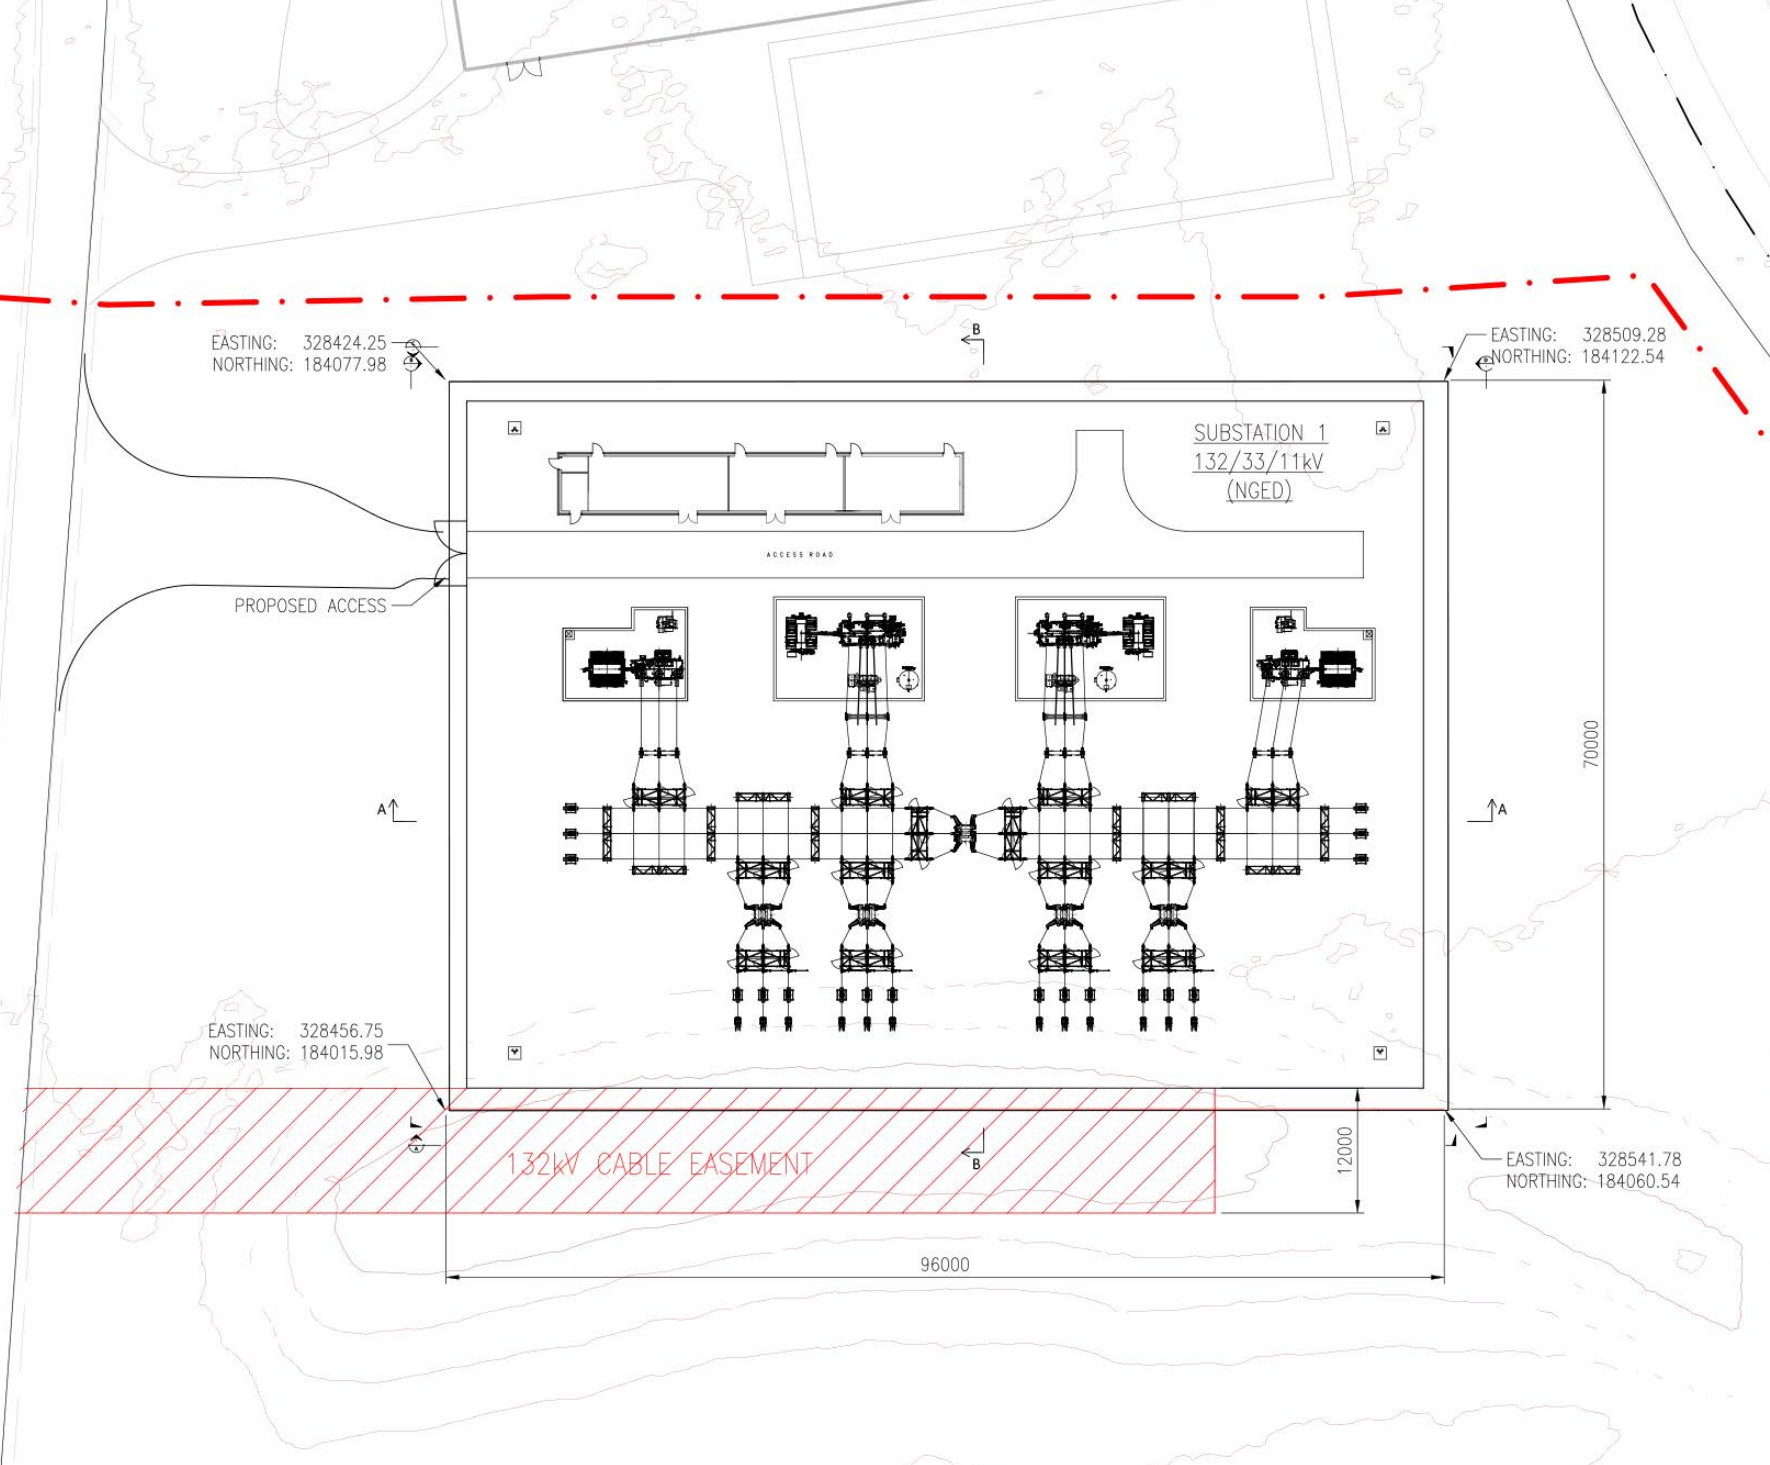 B
EASTING: 328424.25
NORTHING: 184077.98
EASTING: 328509.28
NORTHING: 184122.54
SUBSTATION 1
132/33/11kV
(NGED)
ACCESS ROAD
PROPOSED ACCESS
70000
A
A
EASTING: 328456.75
NORTHING: 184015.98
132kV CABLE EASEMENT
B
12000
EASTING: 328541.78
NORTHING: 184060.54
96000